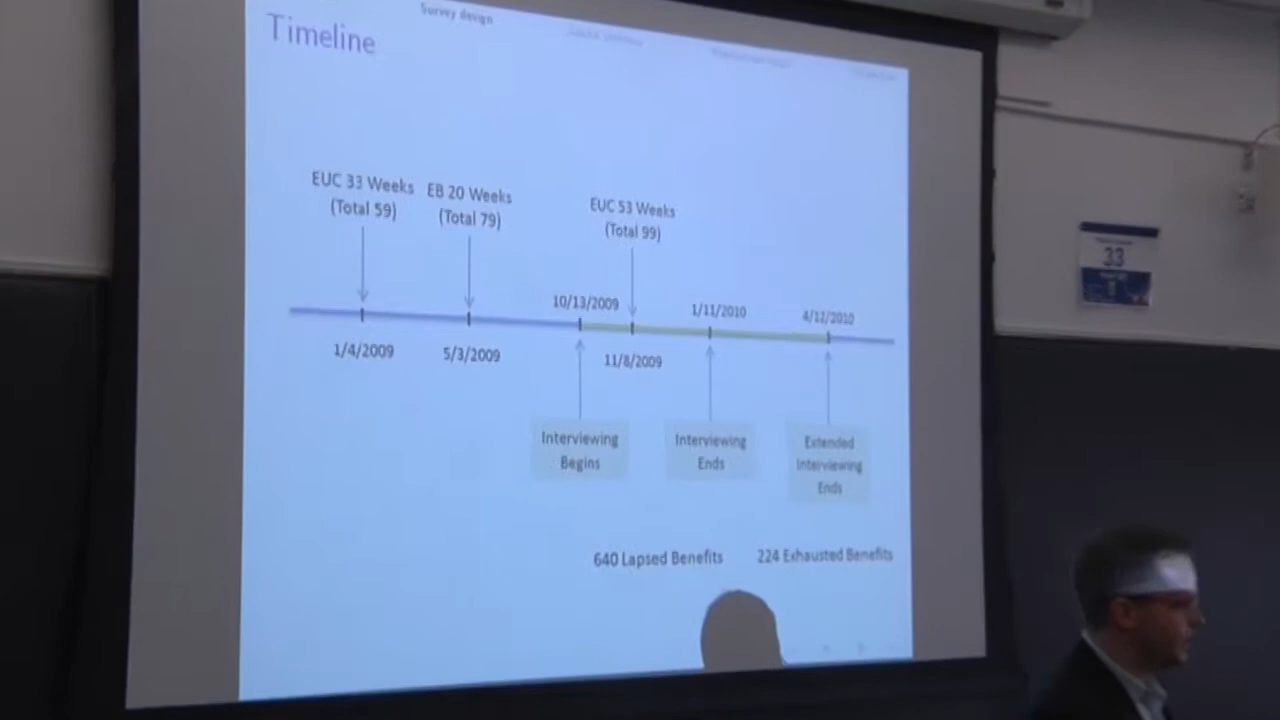 Survey design
Timeline
EUC 33 Weeks
(Total 59)
EB 20 Weeks
(Total 79)
EUC 53 Weeks
(Total 99)
10/13/2009
1/11/2010
4/12/2010
1/4/2009
5/3/2009
11/8/2009
Interviewing
Begins
Interviewing
Ends
Extended
Interviewing
Ends
640 Lapsed Benefits
224 Exhausted Benefits
33